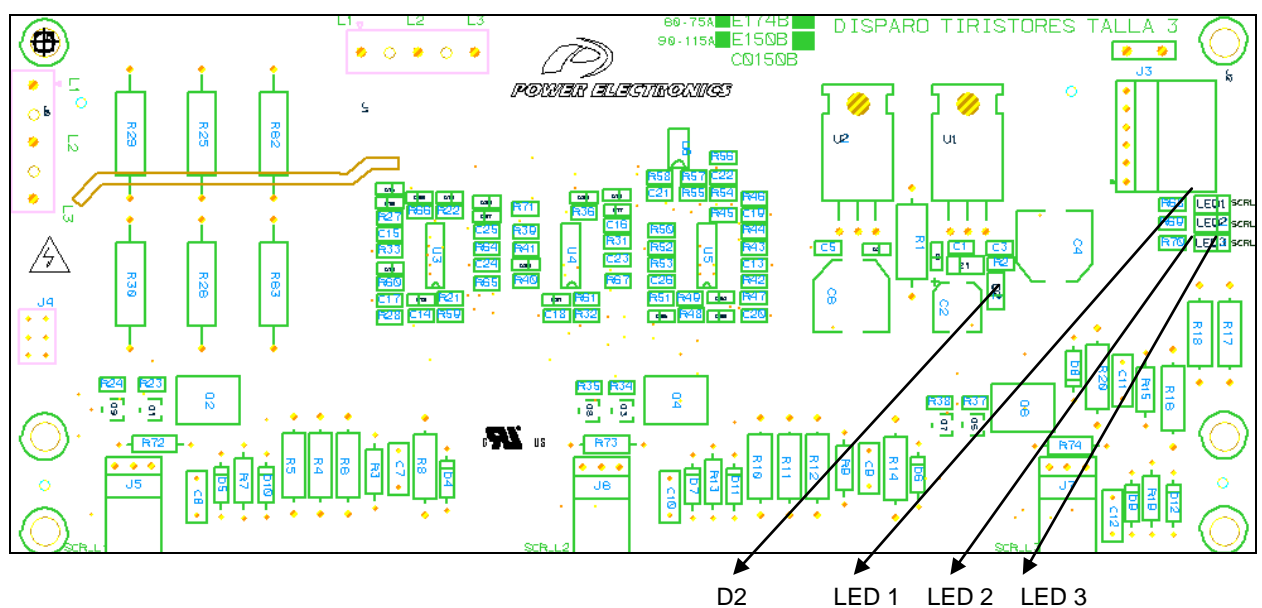 L1 L2 L3
60-75A E174B
90-115A E150B
C0150B
DISPARO TIRISTORES TALLA 3
POWER ELECTRONICS
J3
L1
L2
L3
R29 R25 R82
U2 U1
R56
R58 R57 C22
C21 R55 R54
R27 R66 R22
R71
R36
R45
R46
C19
C15
C25
R39
C16
R50
R44
R33
R64
R41
R31
R52
R43
U3 U4 U5
C24
C23
R53
C13
R60
R65
R40
R67
C26
R42
C17
R21
R61
R51 R49
R47
R28 C14 R59
C18 R32
R48
C20
C5
R1
C1 C3
R2
C4
C6
C2
D2
R68 LED1 SCRL
R69 LED2 SCRL
R70 LED3 SCRL
R30 R26 R83
J4
R24 R23
Q9 Q1 Q2
R35 R34
Q8 Q3 Q4
R38 R37
Q7 Q5 Q6
D8 R20 C11 R15 R16
R18 R17
R72 R73 R74
C US
J5 J6 J7
C8 D5 R7 D10 R5 R4 R6 R3 C7 R8 D4
C10 D7 R13 D11 R10 R11 R12 R9 C9 R14 D6
C12 D9 R19 D12
SCR_L1 SCR_L2
D2 LED 1 LED 2 LED 3